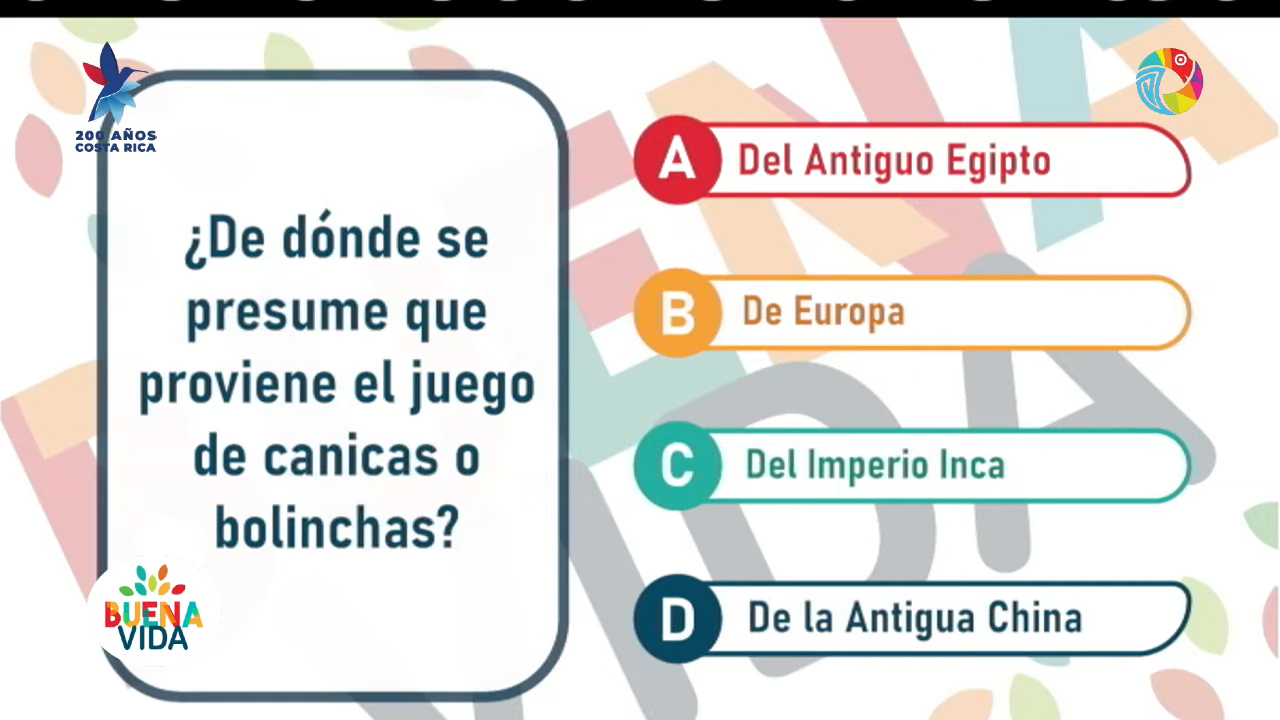 200 AÑOS
COSTA RICA
¿De dónde se
presume que
proviene el juego
de canicas o
bolinchas?
BUENA
VIDA
A Del Antiguo Egipto
B De Europa
C Del Imperio Inca
D De la Antigua China